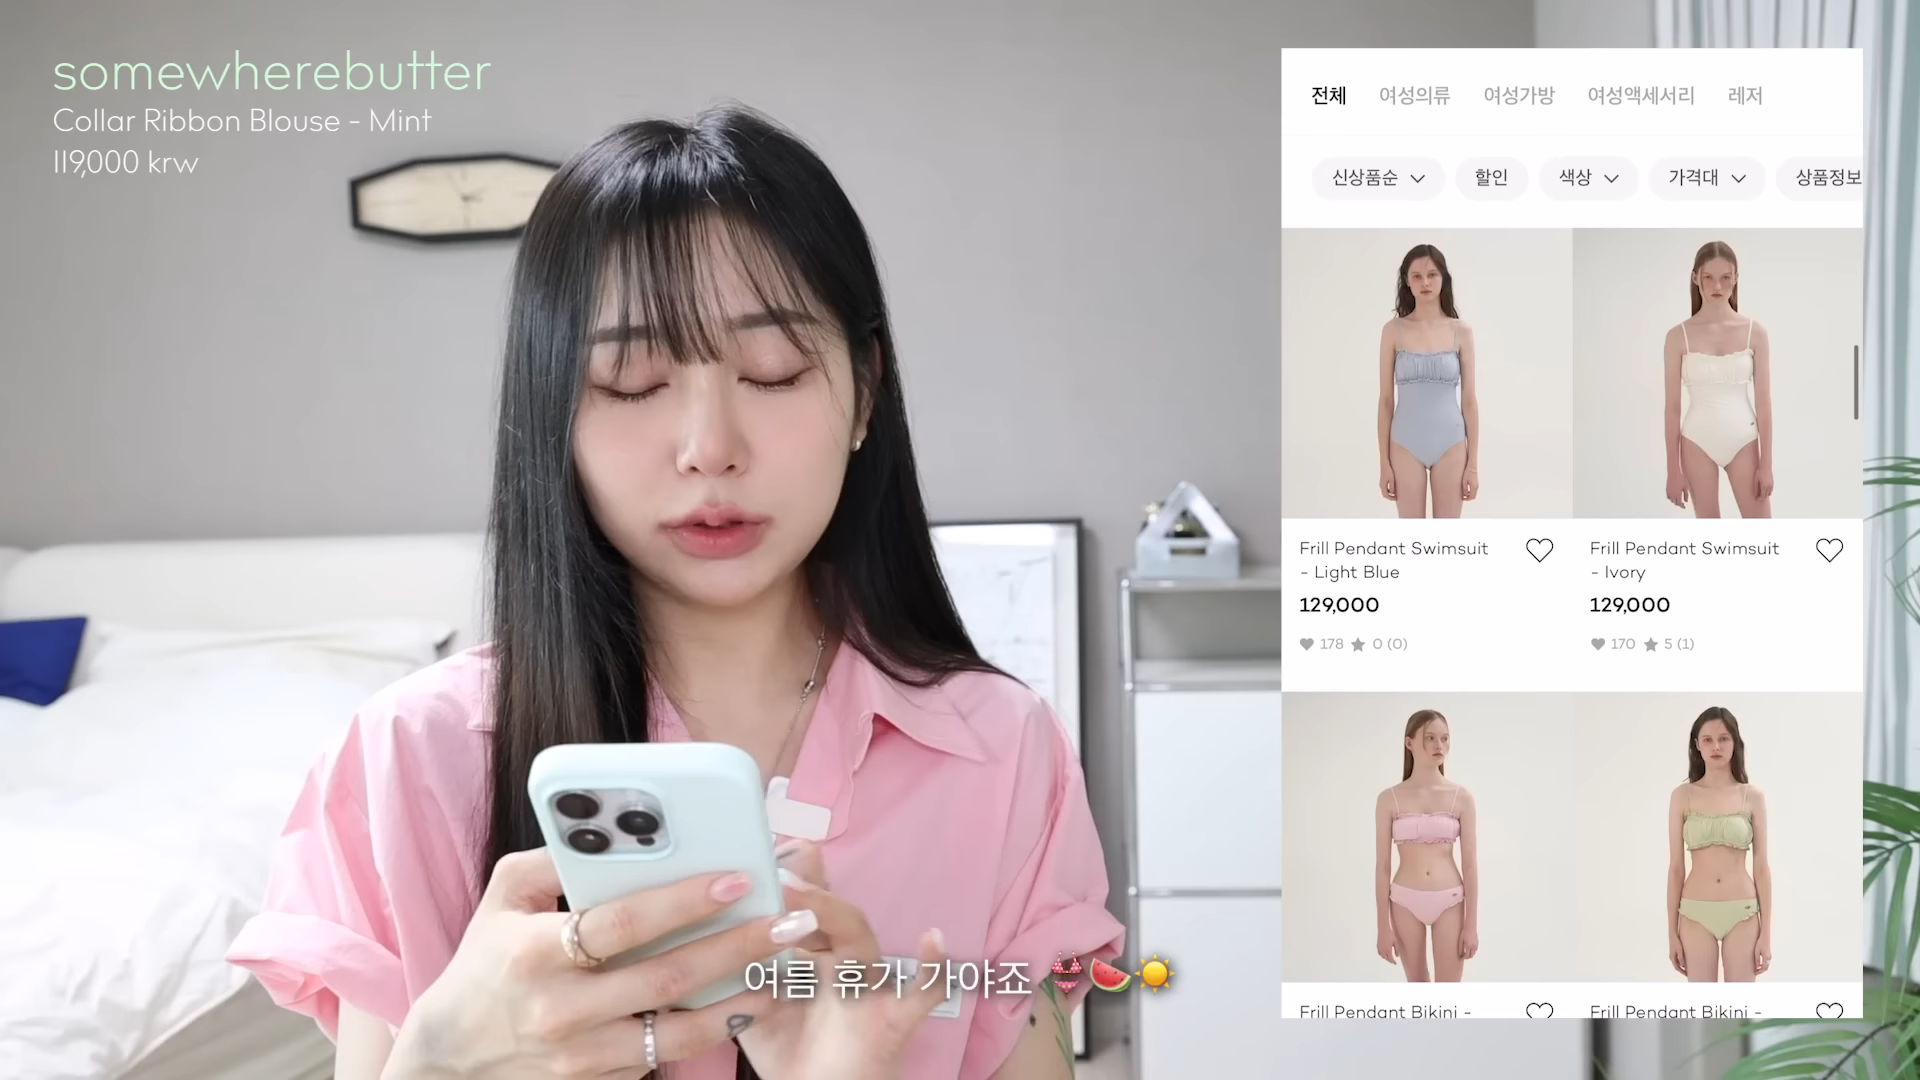 somewherebutter
Collar Ribbon Blouse - Mint
119,000 krw
전체 여성의류 여성가방 여성액세서리 레저
신상품순 할인 색상 가격대 상품정보
Frill Pendant Swimsuit
- Light Blue
129,000
178 0 (0)
Frill Pendant Swimsuit
- Ivory
129,000
170 5 (1)
Frill Pendant Bikini -
Frill Pendant Bikini -
여름 휴가 가야죠 👙🍉☀️